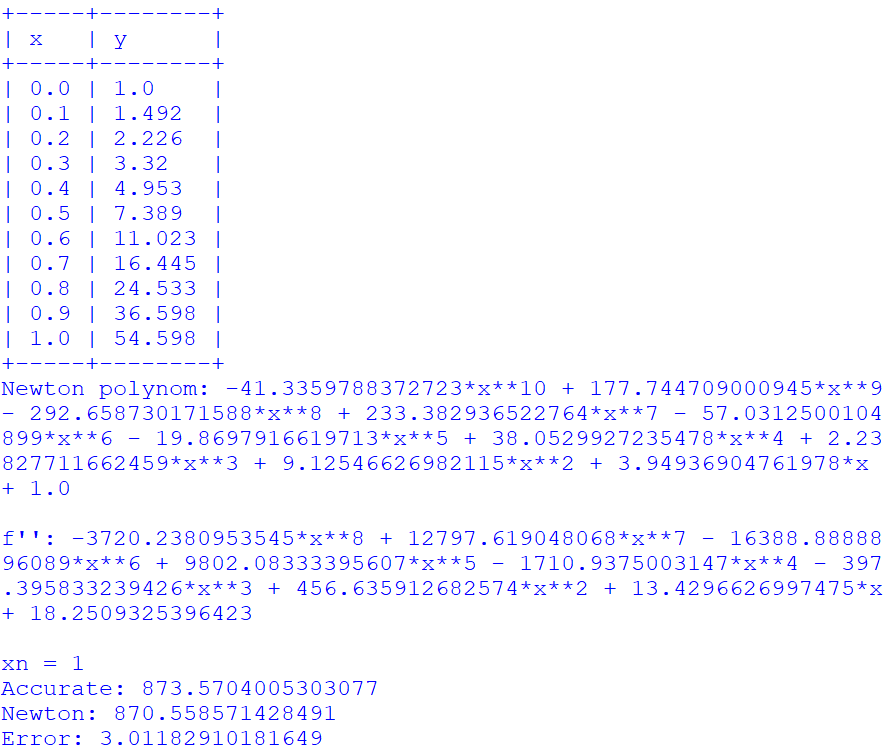 +-----+--------+
| x   | y      |
+-----+--------+
| 0.0 | 1.0    |
| 0.1 | 1.492  |
| 0.2 | 2.226  |
| 0.3 | 3.32   |
| 0.4 | 4.953  |
| 0.5 | 7.389  |
| 0.6 | 11.023 |
| 0.7 | 16.445 |
| 0.8 | 24.533 |
| 0.9 | 36.598 |
| 1.0 | 54.598 |
+-----+--------+
Newton polynom: -41.3359788372723*x**10 + 177.744709000945*x**9
- 292.658730171588*x**8 + 233.382936522764*x**7 - 57.0312500104
899*x**6 - 19.8697916619713*x**5 + 38.0529927235478*x**4 + 2.23
827711662459*x**3 + 9.12546626982115*x**2 + 3.94936904761978*x
+ 1.0

f'': -3720.2380953545*x**8 + 12797.619048068*x**7 - 16388.88888
96089*x**6 + 9802.08333395607*x**5 - 1710.9375003147*x**4 - 397
.395833239426*x**3 + 456.635912682574*x**2 + 13.4296626997475*x
+ 18.2509325396423

xn = 1
Accurate: 873.5704005303077
Newton: 870.558571428491
Error: 3.01182910181649